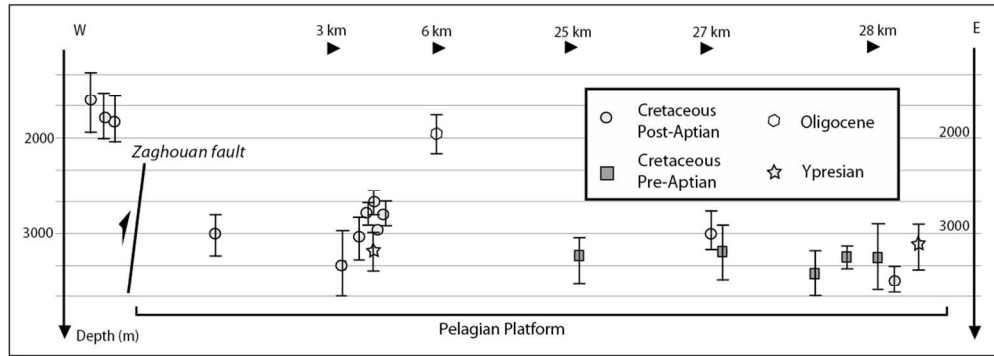 W 3 km 6 km 25 km 27 km 28 km E
Cretaceous
Post-Aptian
Oligocene
Cretaceous
Pre-Aptian
Ypresian
2000
2000
Zaghouan fault
3000
3000
Depth (m)
Pelagian Platform